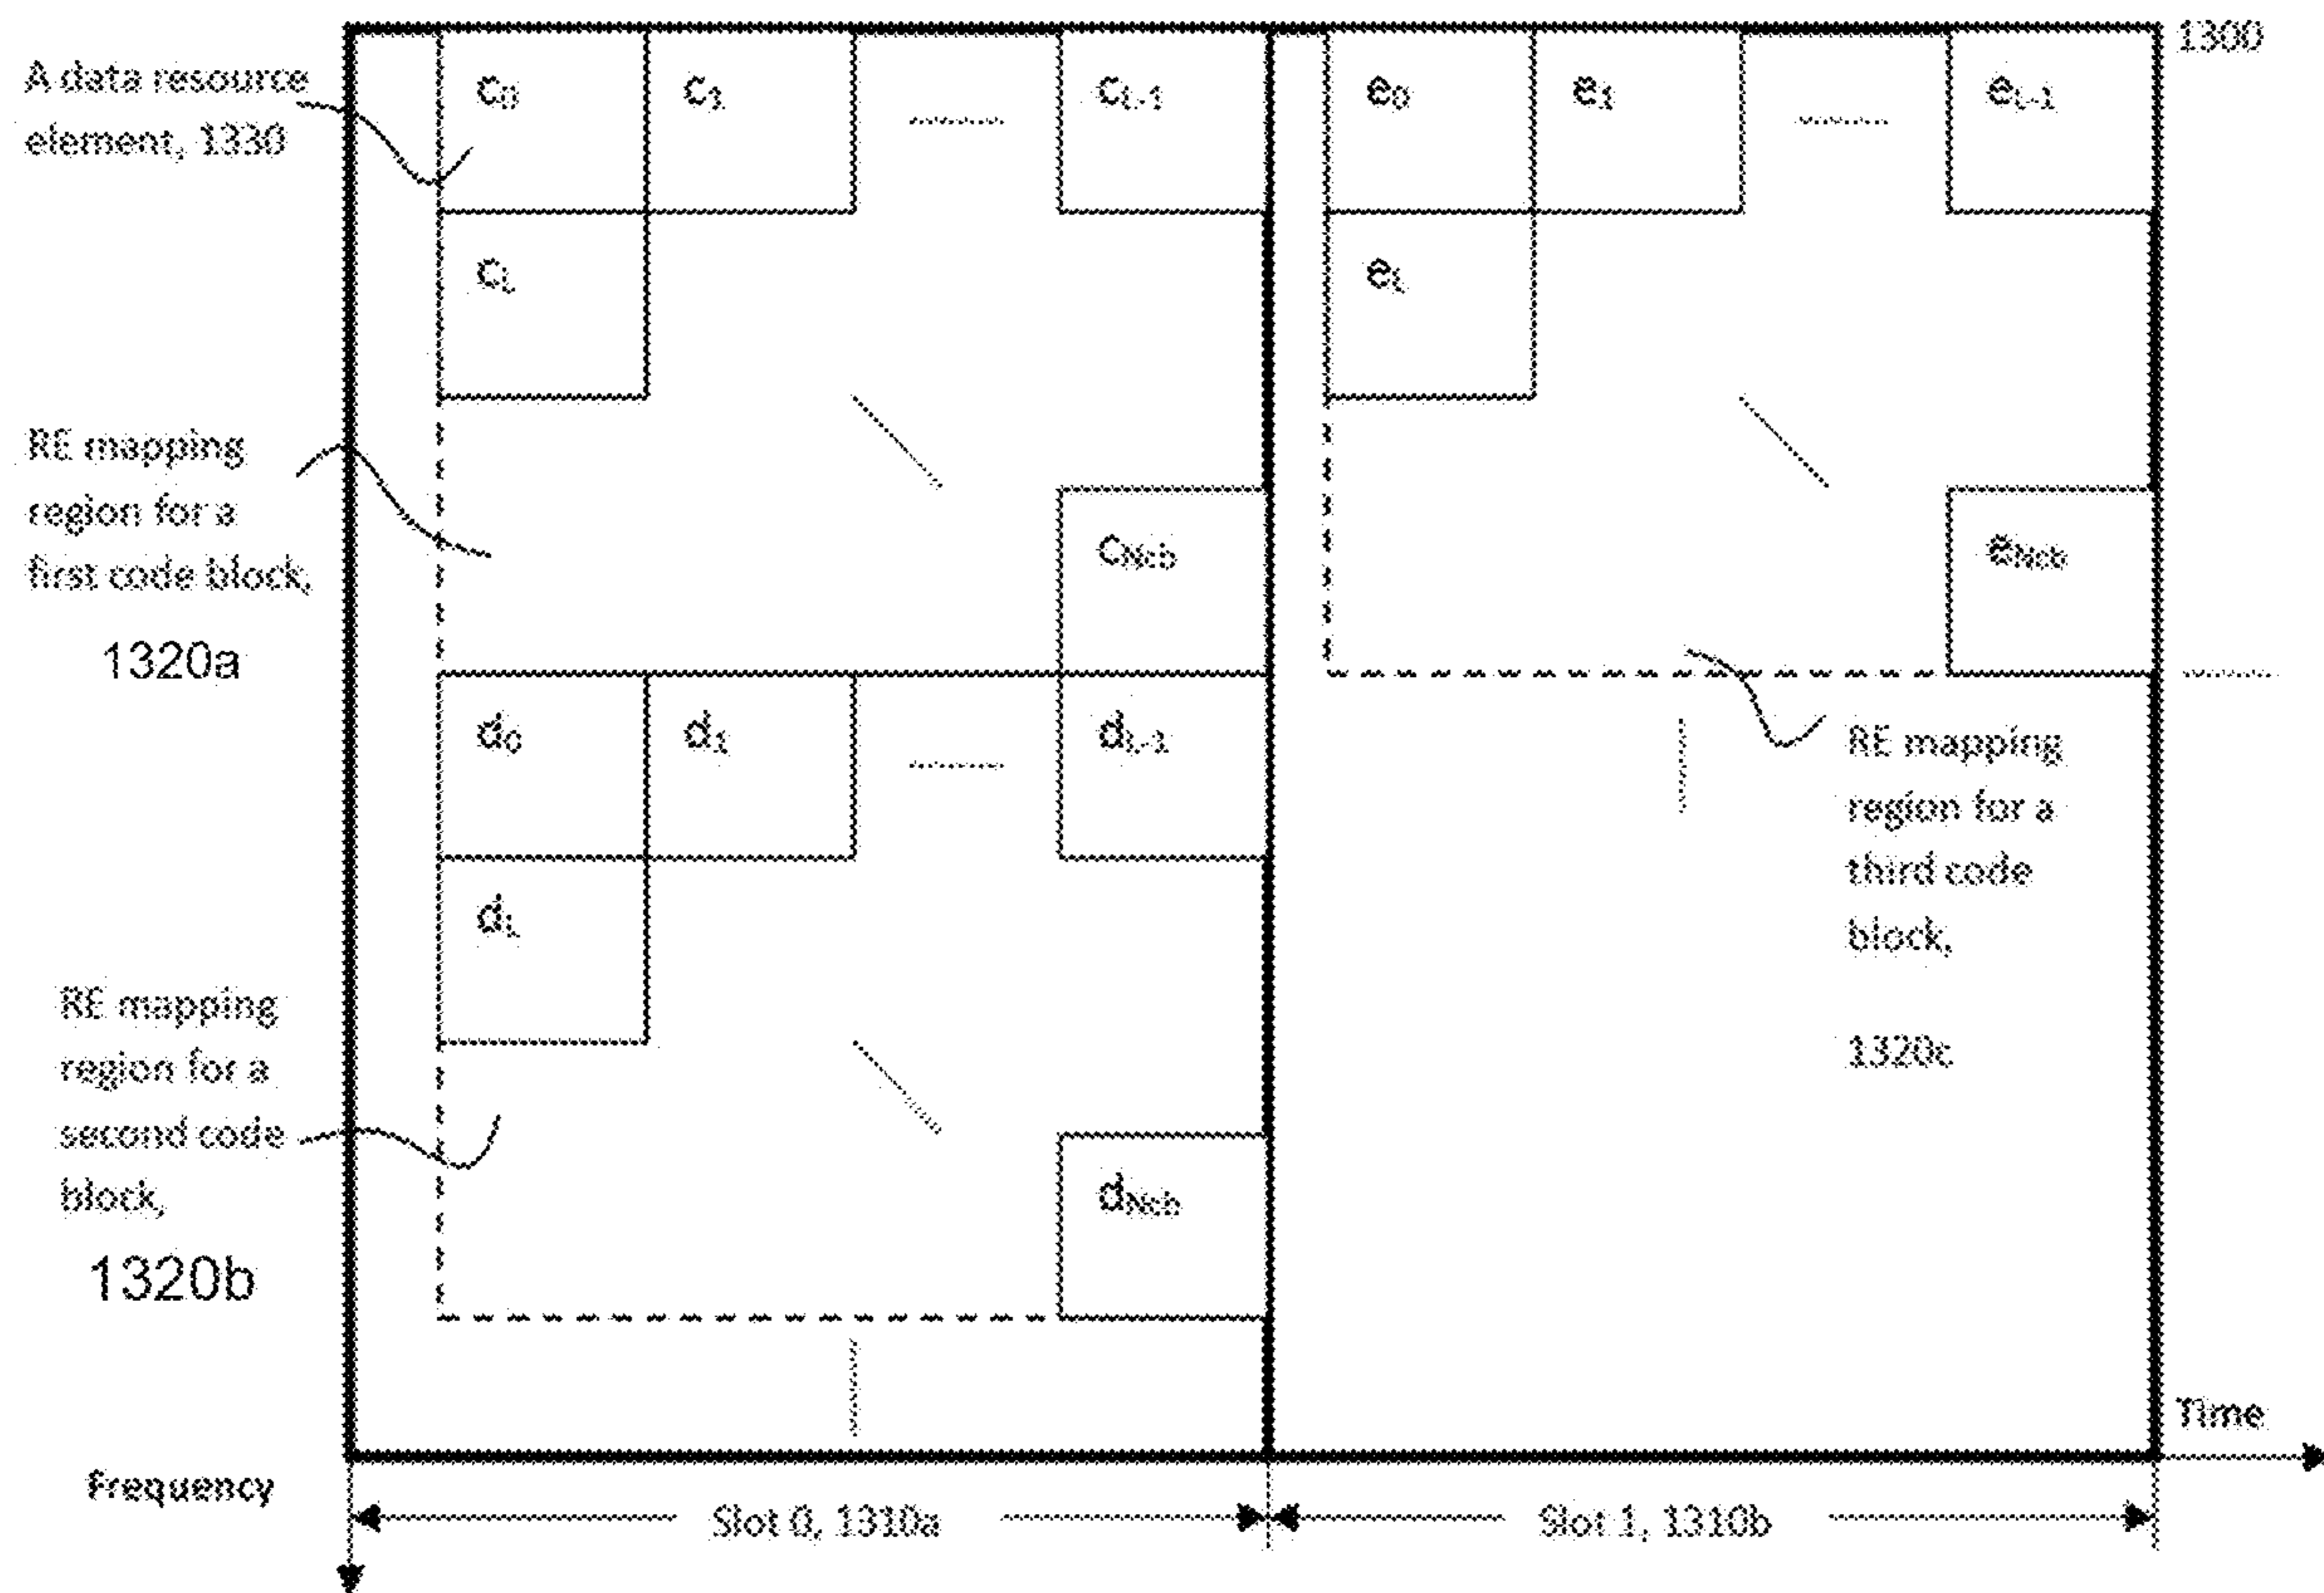 1300
A data resource
element, 1330
c0 c1 cL-1 e0 e1 eL-1
cL eL
RE mapping
region for a
first code block,
1320a
cNcb eNcb
d0 d1 dL-1
dL
RE mapping
region for a
third code
block,
1320c
RE mapping
region for a
second code
block,
1320b
dNcb
Time
Frequency
Slot 0, 1310a Slot 1, 1310b